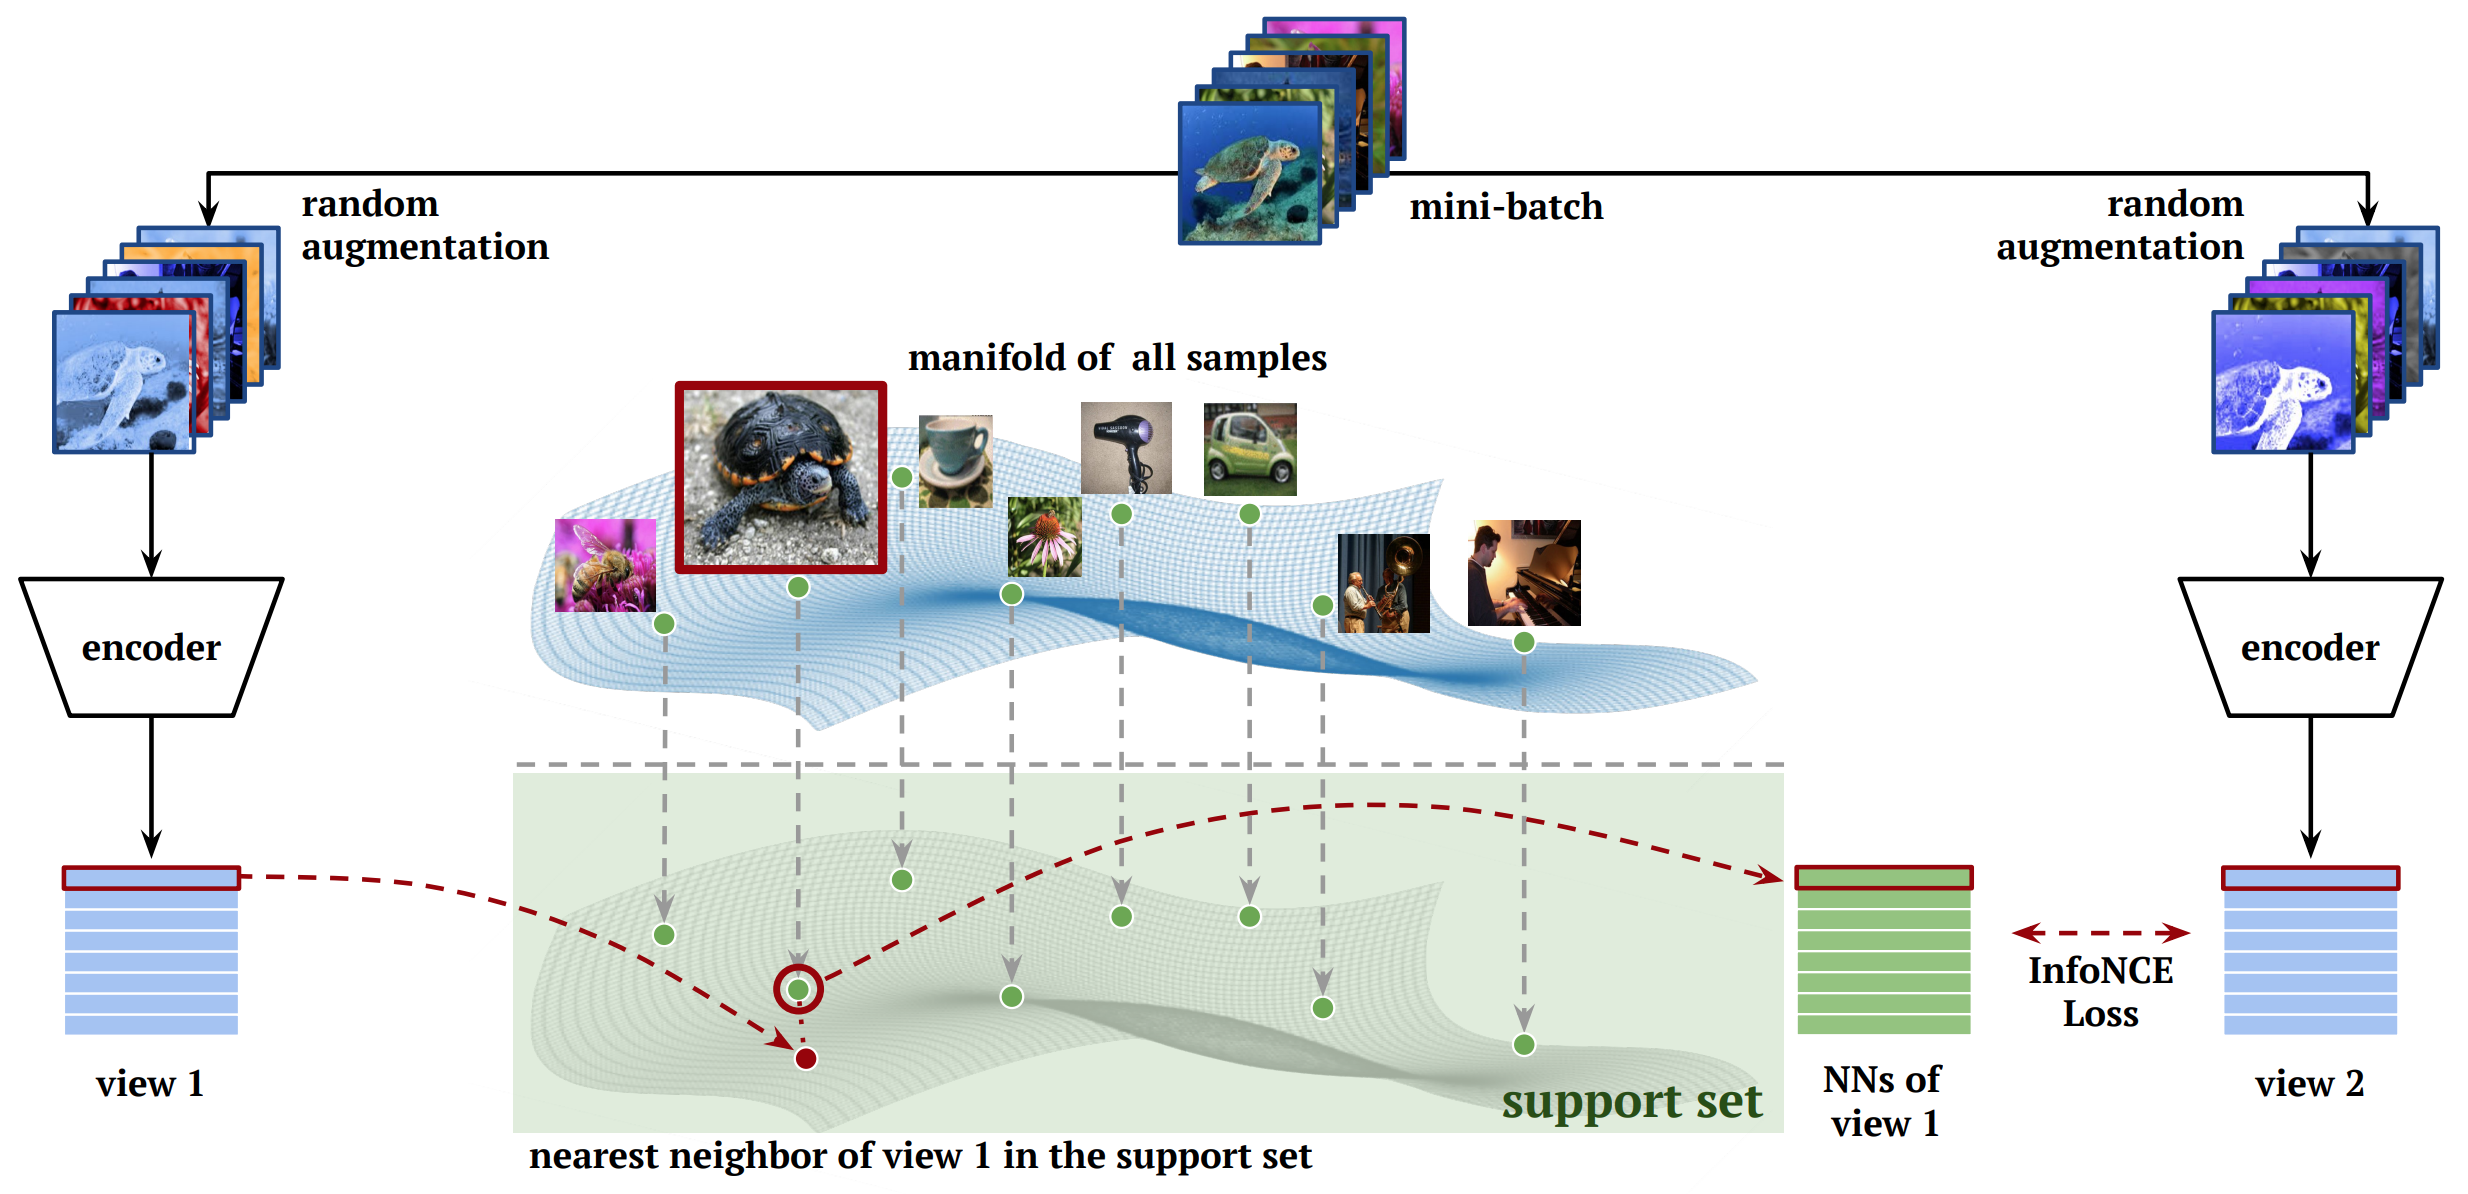 random
augmentation
mini-batch
random
augmentation
manifold of all samples
encoder
encoder
support set
nearest neighbor of view 1 in the support set
view 1
NNs of
view 1
InfoNCE
Loss
view 2